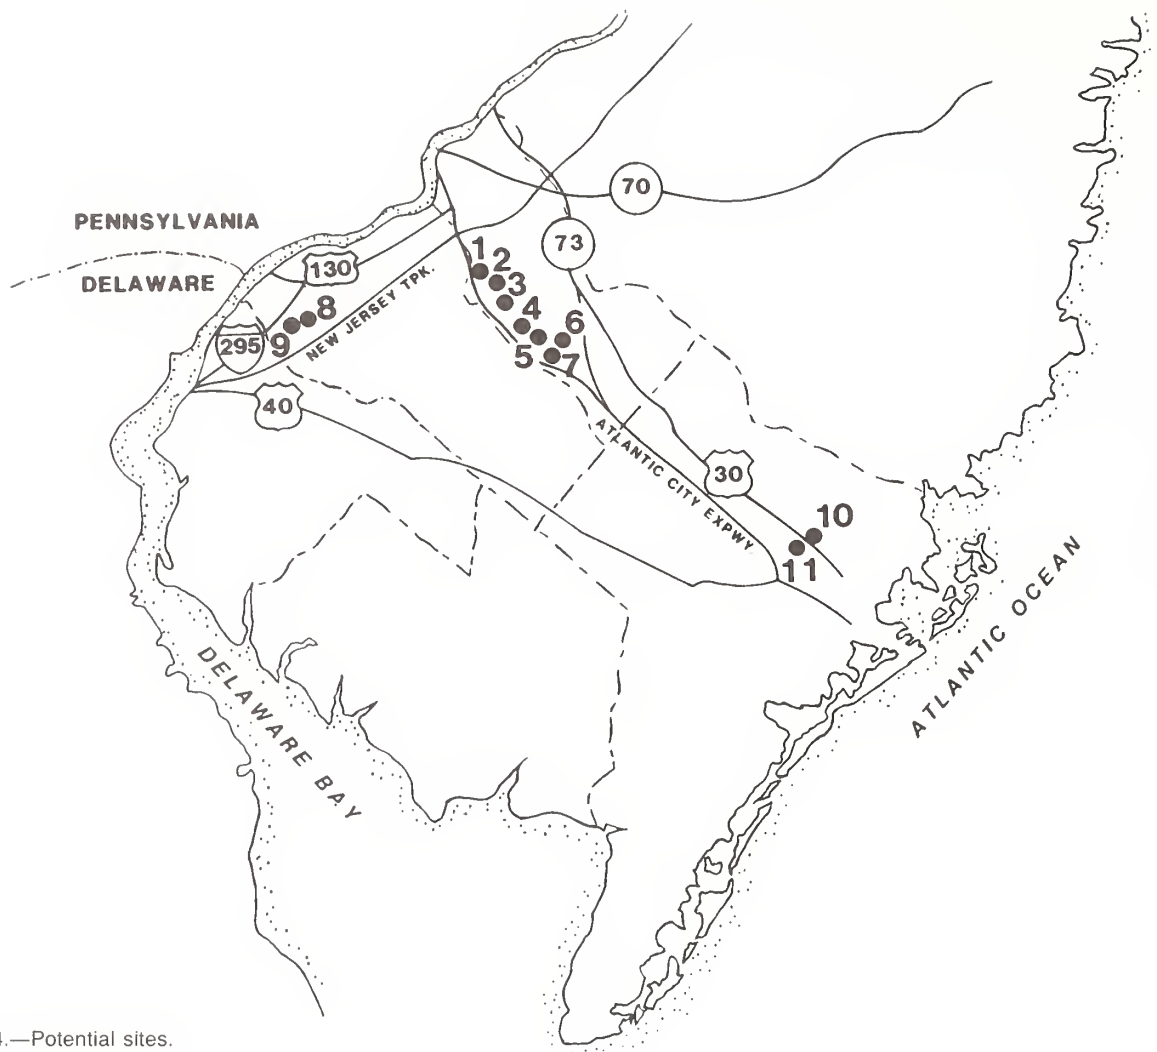 70
PENNSYLVANIA
73
1
2
130
DELAWARE
3
8
4
6
NEW JERSEY TPK.
295
9
5
7
40
ATLANTIC CITY EXPWY.
30
10
11
ATLANTIC OCEAN
DELAWARE BAY
.—Potential sites.